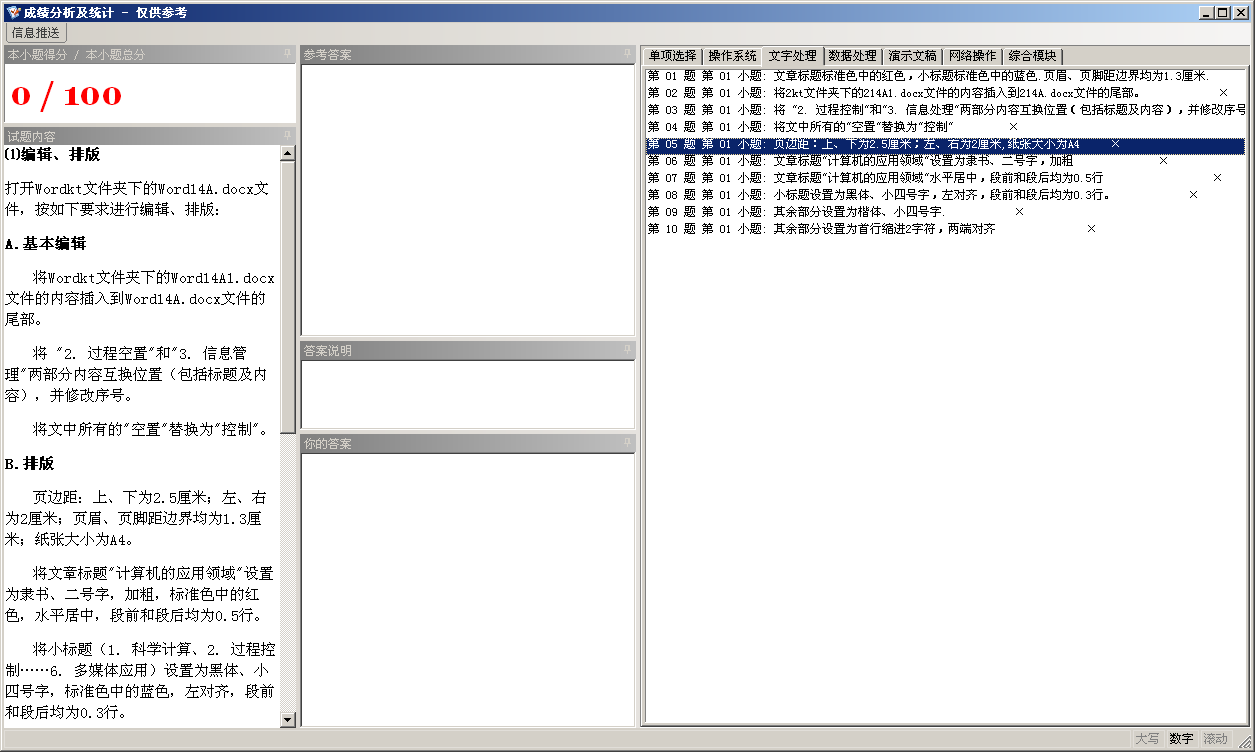 成绩分析及统计 - 仅供参考
信息推送
本小题得分 / 本小题总分
0 / 100
试题内容
⑴编辑、排版
打开Wordkt文件夹下的Word14A.docx文
件，按如下要求进行编辑、排版：
A.基本编辑
将Wordkt文件夹下的Word14A1.docx
文件的内容插入到Word14A.docx文件的
尾部。
将 "2. 过程空置"和"3. 信息管
理"两部分内容互换位置（包括标题及内
容），并修改序号。
将文中所有的"空置"替换为"控制"。
B.排版
页边距：上、下为2.5厘米；左、右
为2厘米；页眉、页脚距边界均为1.3厘
米；纸张大小为A4。
将文章标题"计算机的应用领域"设置
为隶书、二号字，加粗，标准色中的红
色，水平居中，段前和段后均为0.5行。
将小标题（1. 科学计算、2. 过程控
制……6. 多媒体应用）设置为黑体、小
四号字，标准色中的蓝色，左对齐，段前
和段后均为0.3行。
参考答案
答案说明
你的答案
单项选择 操作系统 文字处理 数据处理 演示文稿 网络操作 综合模块
第 01 题 第 01 小题: 文章标题标准色中的红色,小标题标准色中的蓝色.页眉、页脚距边界均为1.3厘米.
第 02 题 第 01 小题: 将2kt文件夹下的214A1.docx文件的内容插入到214A.docx文件的尾部。 ×
第 03 题 第 01 小题: 将 "2. 过程控制"和"3. 信息处理"两部分内容互换位置（包括标题及内容），并修改序号
第 04 题 第 01 小题: 将文中所有的"空置"替换为"控制" ×
第 05 题 第 01 小题: 页边距：上、下为2.5厘米；左、右为2厘米,纸张大小为A4 ×
第 06 题 第 01 小题: 文章标题"计算机的应用领域"设置为隶书、二号字，加粗 ×
第 07 题 第 01 小题: 文章标题"计算机的应用领域"水平居中，段前和段后均为0.5行 ×
第 08 题 第 01 小题: 小标题设置为黑体、小四号字，左对齐，段前和段后均为0.3行。 ×
第 09 题 第 01 小题: 其余部分设置为楷体、小四号字. ×
第 10 题 第 01 小题: 其余部分设置为首行缩进2字符，两端对齐 ×
大写 数字 滚动